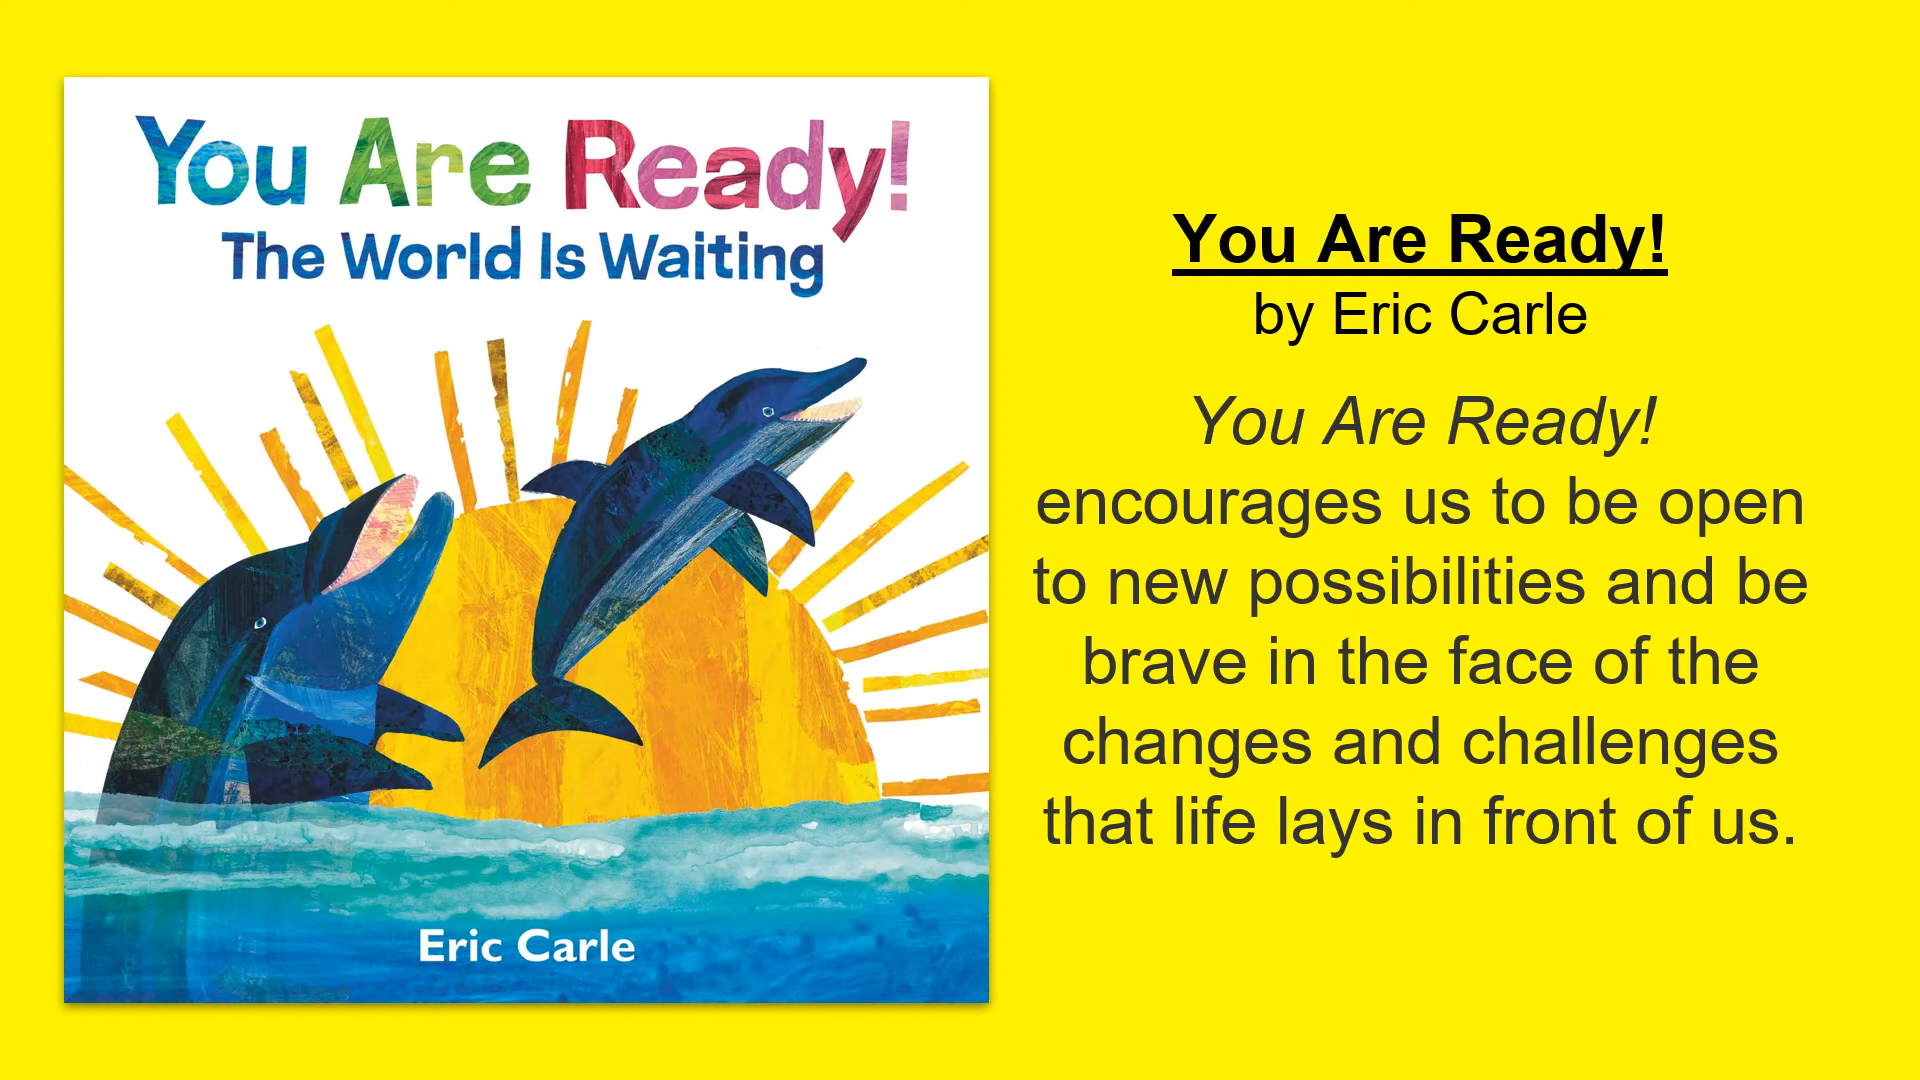 You Are Ready!
The World Is Waiting
Eric Carle
You Are Ready!
by Eric Carle
You Are Ready!
encourages us to be open
to new possibilities and be
brave in the face of the
changes and challenges
that life lays in front of us.